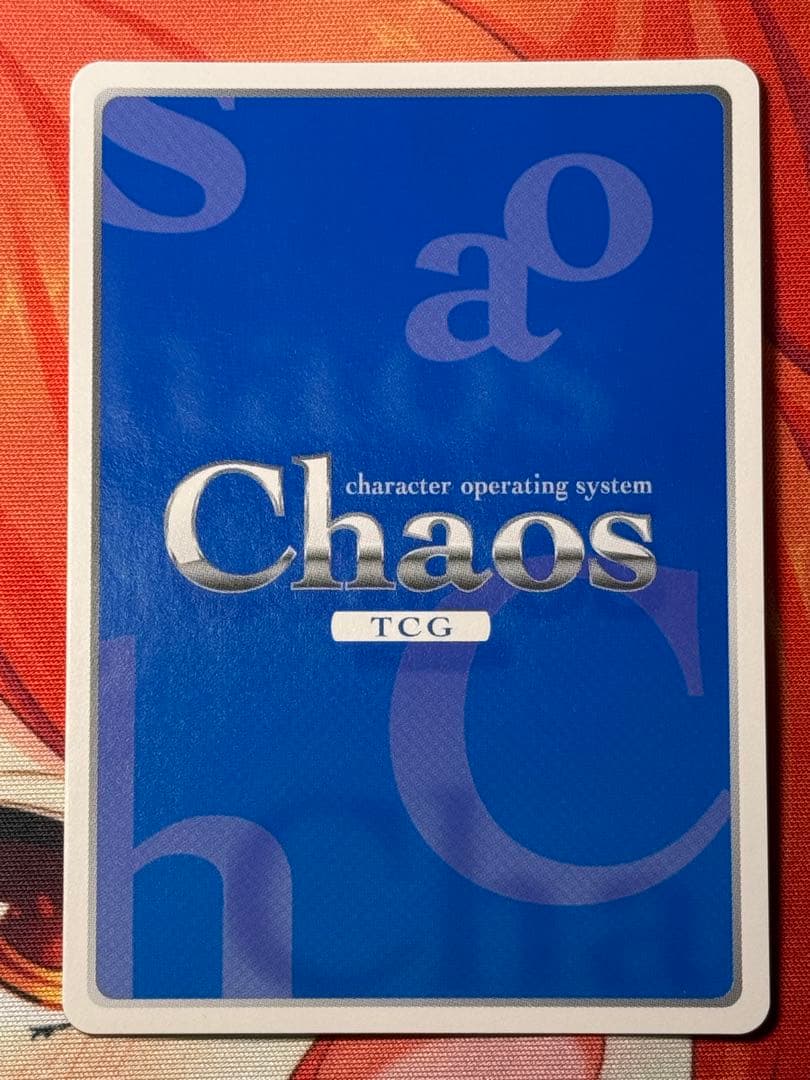 s
o
a
character operating system
Chaos
TCG
C
h